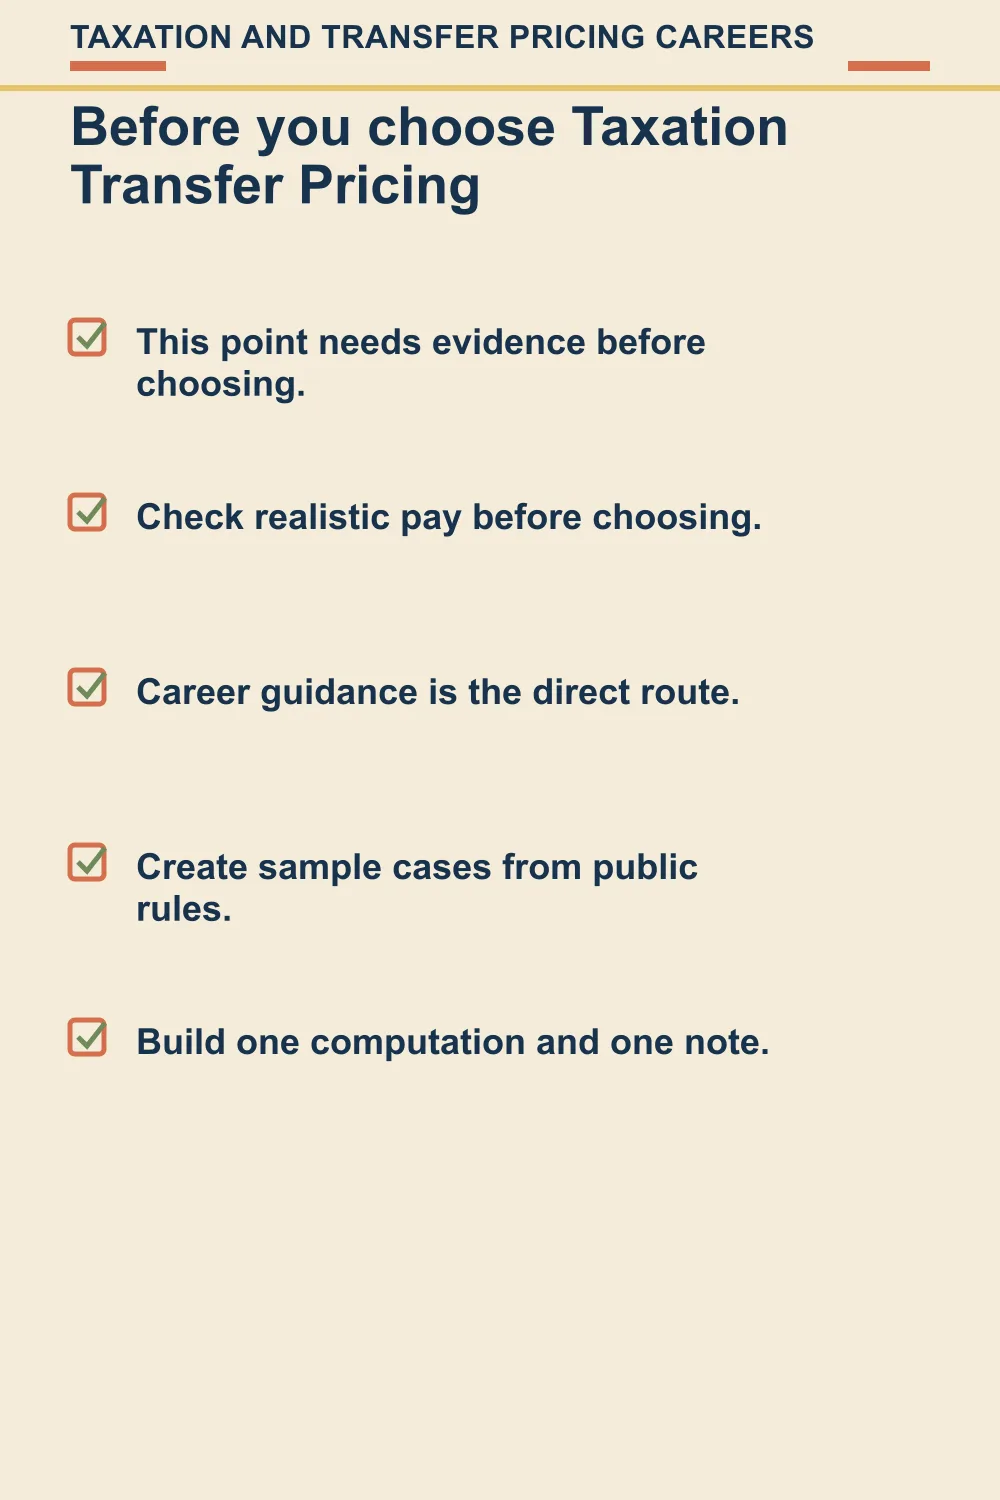 TAXATION AND TRANSFER PRICING CAREERS
Before you choose Taxation
Transfer Pricing
This point needs evidence before
choosing.
Check realistic pay before choosing.
Career guidance is the direct route.
Create sample cases from public
rules.
Build one computation and one note.